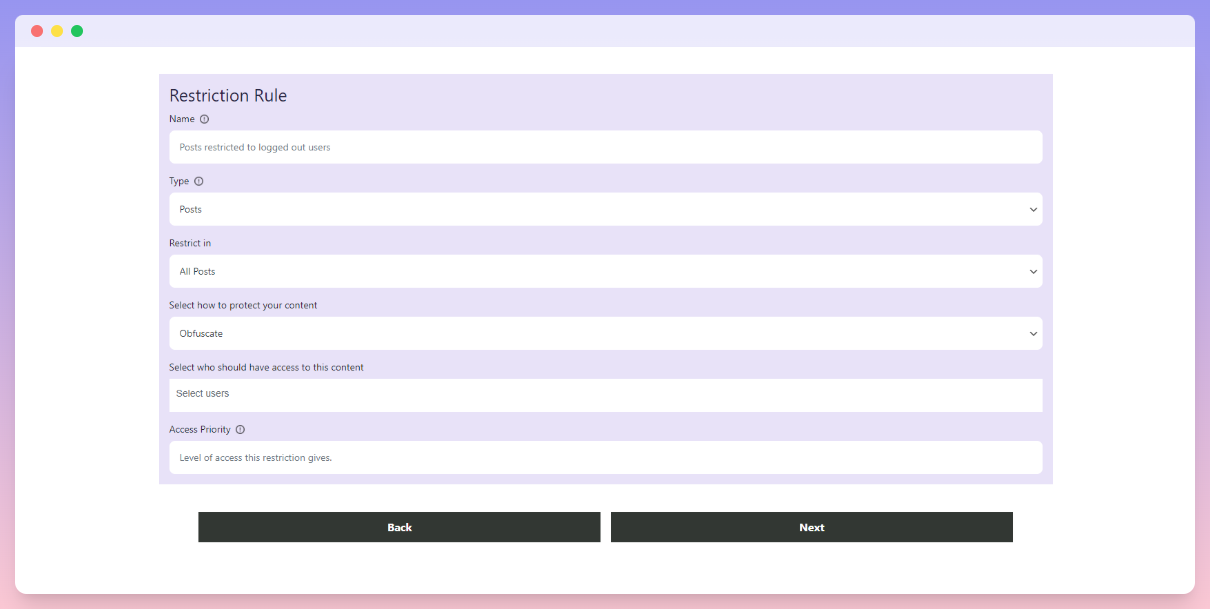 Restriction Rule
Name
Posts restricted to logged out users
Type
Posts
Restrict in
All Posts
Select how to protect your content
Obfuscate
Select who should have access to this content
Select users
Access Priority
Level of access this restriction gives.
Back
Next